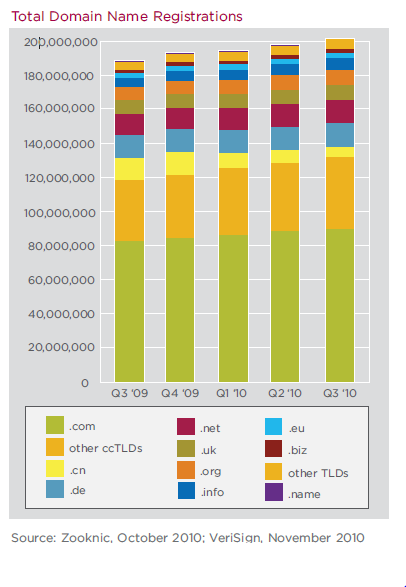 Total Domain Name Registrations
200,000,000
180,000,000
160,000,000
140,000,000
120,000,000
100,000,000
80,000,000
60,000,000
40,000,000
20,000,000
0
Q3 '09 Q4 '09 Q1 '10 Q2 '10 Q3 '10
.com
other ccTLDs
.cn
.de
.net
.uk
.org
.info
.eu
.biz
other TLDs
.name
Source: Zooknic, October 2010; VeriSign, November 2010